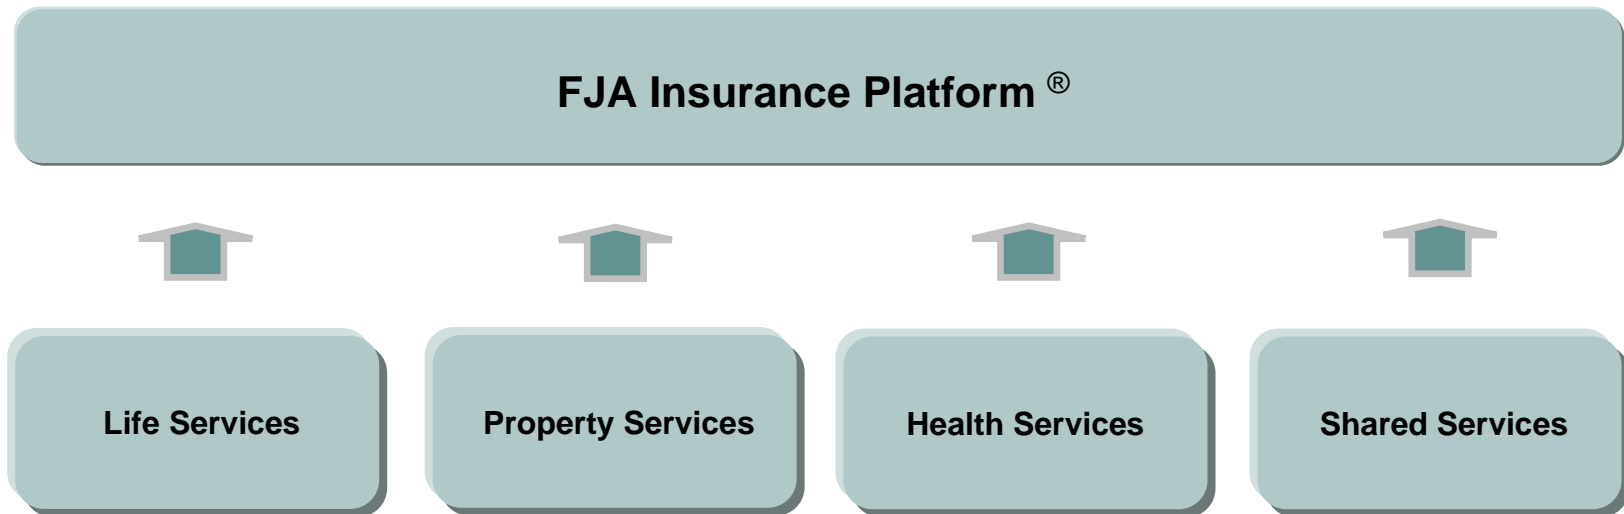 FJA Insurance Platform ®
Life Services
Property Services
Health Services
Shared Services